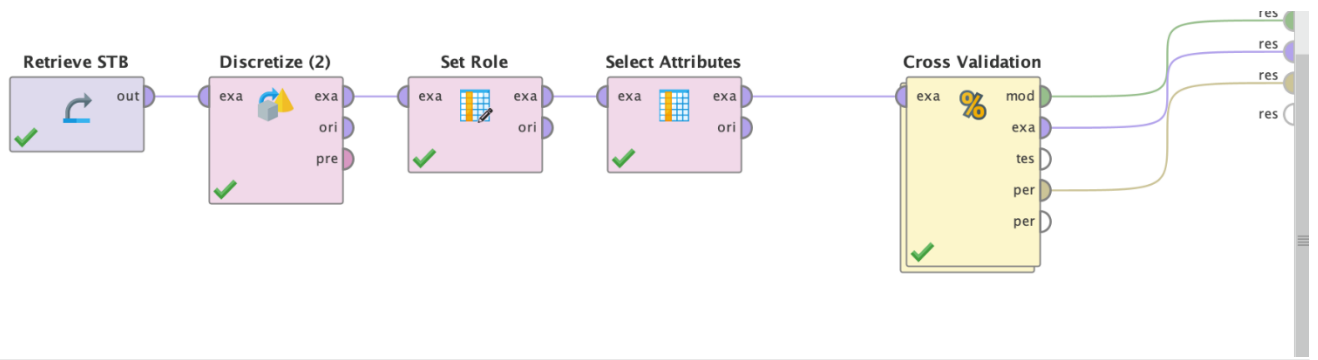 res
Retrieve STB
Discretize (2)
Set Role
Select Attributes
Cross Validation
res
res
res
out
exa
exa
ori
pre
exa
exa
ori
exa
exa
ori
exa
mod
exa
tes
per
per
%